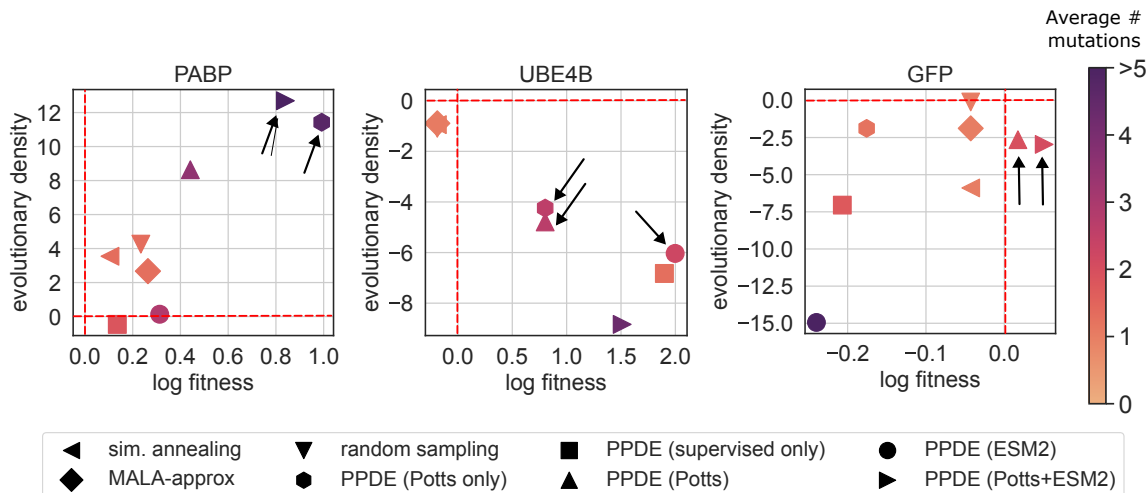 Average #
mutations
PABP
UBE4B
GFP
>5
4
3
2
1
0
evolutionary density
12
10
8
6
4
2
0
0.0 0.2 0.4 0.6 0.8 1.0
log fitness
evolutionary density
0
−2
−4
−6
−8
0.0 0.5 1.0 1.5 2.0
log fitness
evolutionary density
0.0
−2.5
−5.0
−7.5
−10.0
−12.5
−15.0
−0.2 −0.1 0.0
log fitness
sim. annealing random sampling PPDE (supervised only) PPDE (ESM2)
MALA-approx PPDE (Potts only) PPDE (Potts) PPDE (Potts+ESM2)